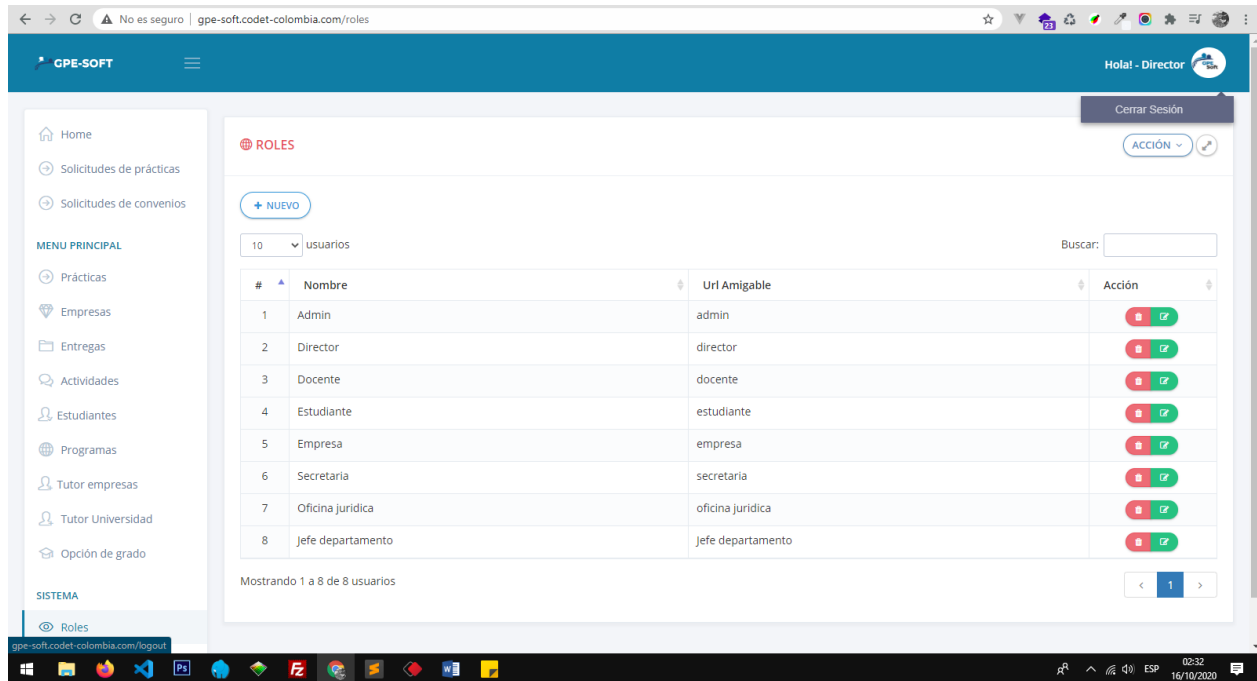 No es seguro | gpe-soft.codet-colombia.com/roles
23
GPE-SOFT
Hola! - Director
GPE-Soft
Cerrar Sesión
Home
Solicitudes de prácticas
Solicitudes de convenios
MENU PRINCIPAL
Prácticas
Empresas
Entregas
Actividades
Estudiantes
Programas
Tutor empresas
Tutor Universidad
Opción de grado
SISTEMA
Roles
ROLES
ACCIÓN
+ NUEVO
10 usuarios
Buscar:
# Nombre Url Amigable Acción
1 Admin admin
2 Director director
3 Docente docente
4 Estudiante estudiante
5 Empresa empresa
6 Secretaria secretaria
7 Oficina juridica oficina juridica
8 Jefe departamento Jefe departamento
Mostrando 1 a 8 de 8 usuarios
< 1 >
gpe-soft.codet-colombia.com/logout
Ps
Fz
W
ESP
02:32
16/10/2020